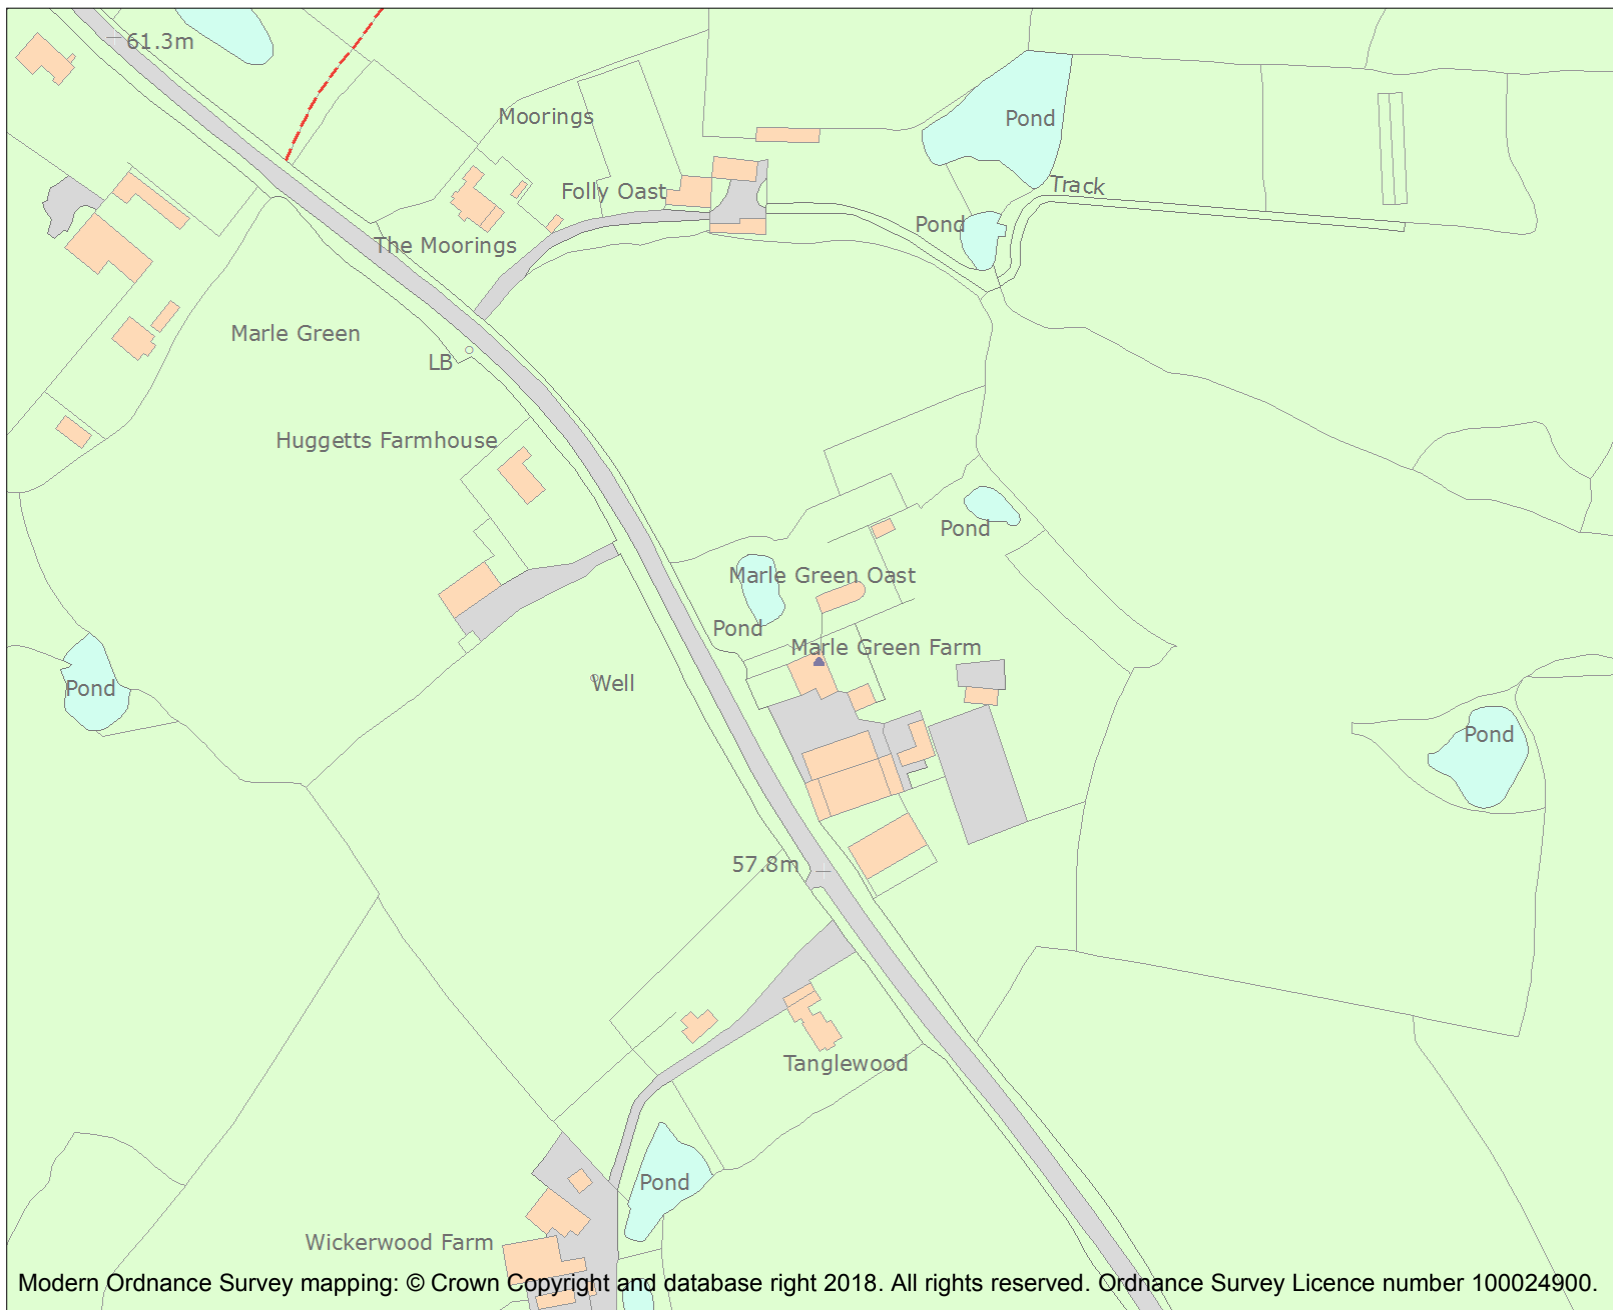 61.3m
Moorings
Pond
Track
Folly Oast
Pond
The Moorings
Marle Green
LB
Huggetts Farmhouse
Pond
Marle Green Oast
Pond
Marle Green Farm
Well
Pond
Pond
57.8m
Tanglewood
Pond
Wickerwood Farm
Modern Ordnance Survey mapping: © Crown Copyright and database right 2018. All rights reserved. Ordnance Survey Licence number 100024900.